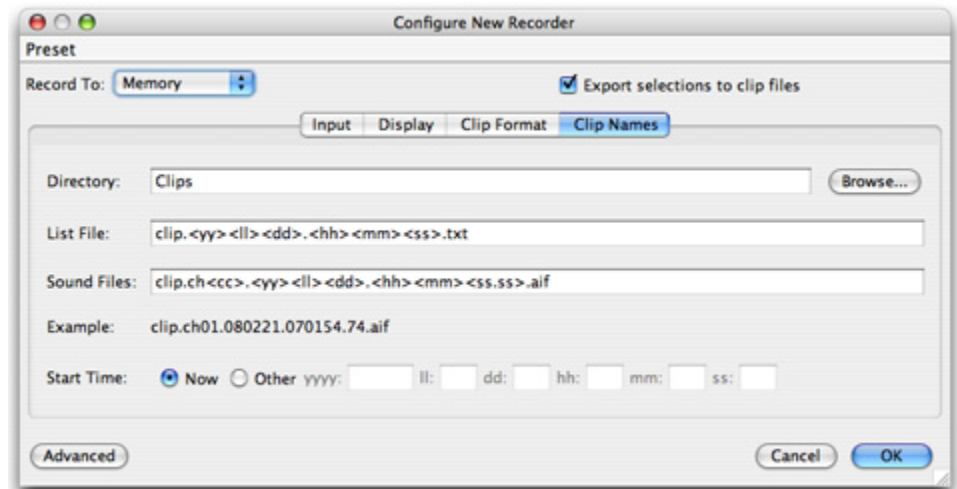 Configure New Recorder
Preset
Record To: Memory Export selections to clip files
Input Display Clip Format Clip Names
Directory: Clips Browse...
List File: clip.<yy><ll><dd>.<hh><mm><ss>.txt
Sound Files: clip.ch<cc>.<yy><ll><dd>.<hh><mm><ss.ss>.aif
Example: clip.ch01.080221.070154.74.aif
Start Time: Now Other yyyy: ll: dd: hh: mm: ss:
Advanced Cancel OK